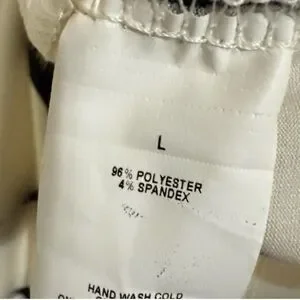 L
96% POLYESTER
4% SPANDEX
HAND WASH COLD